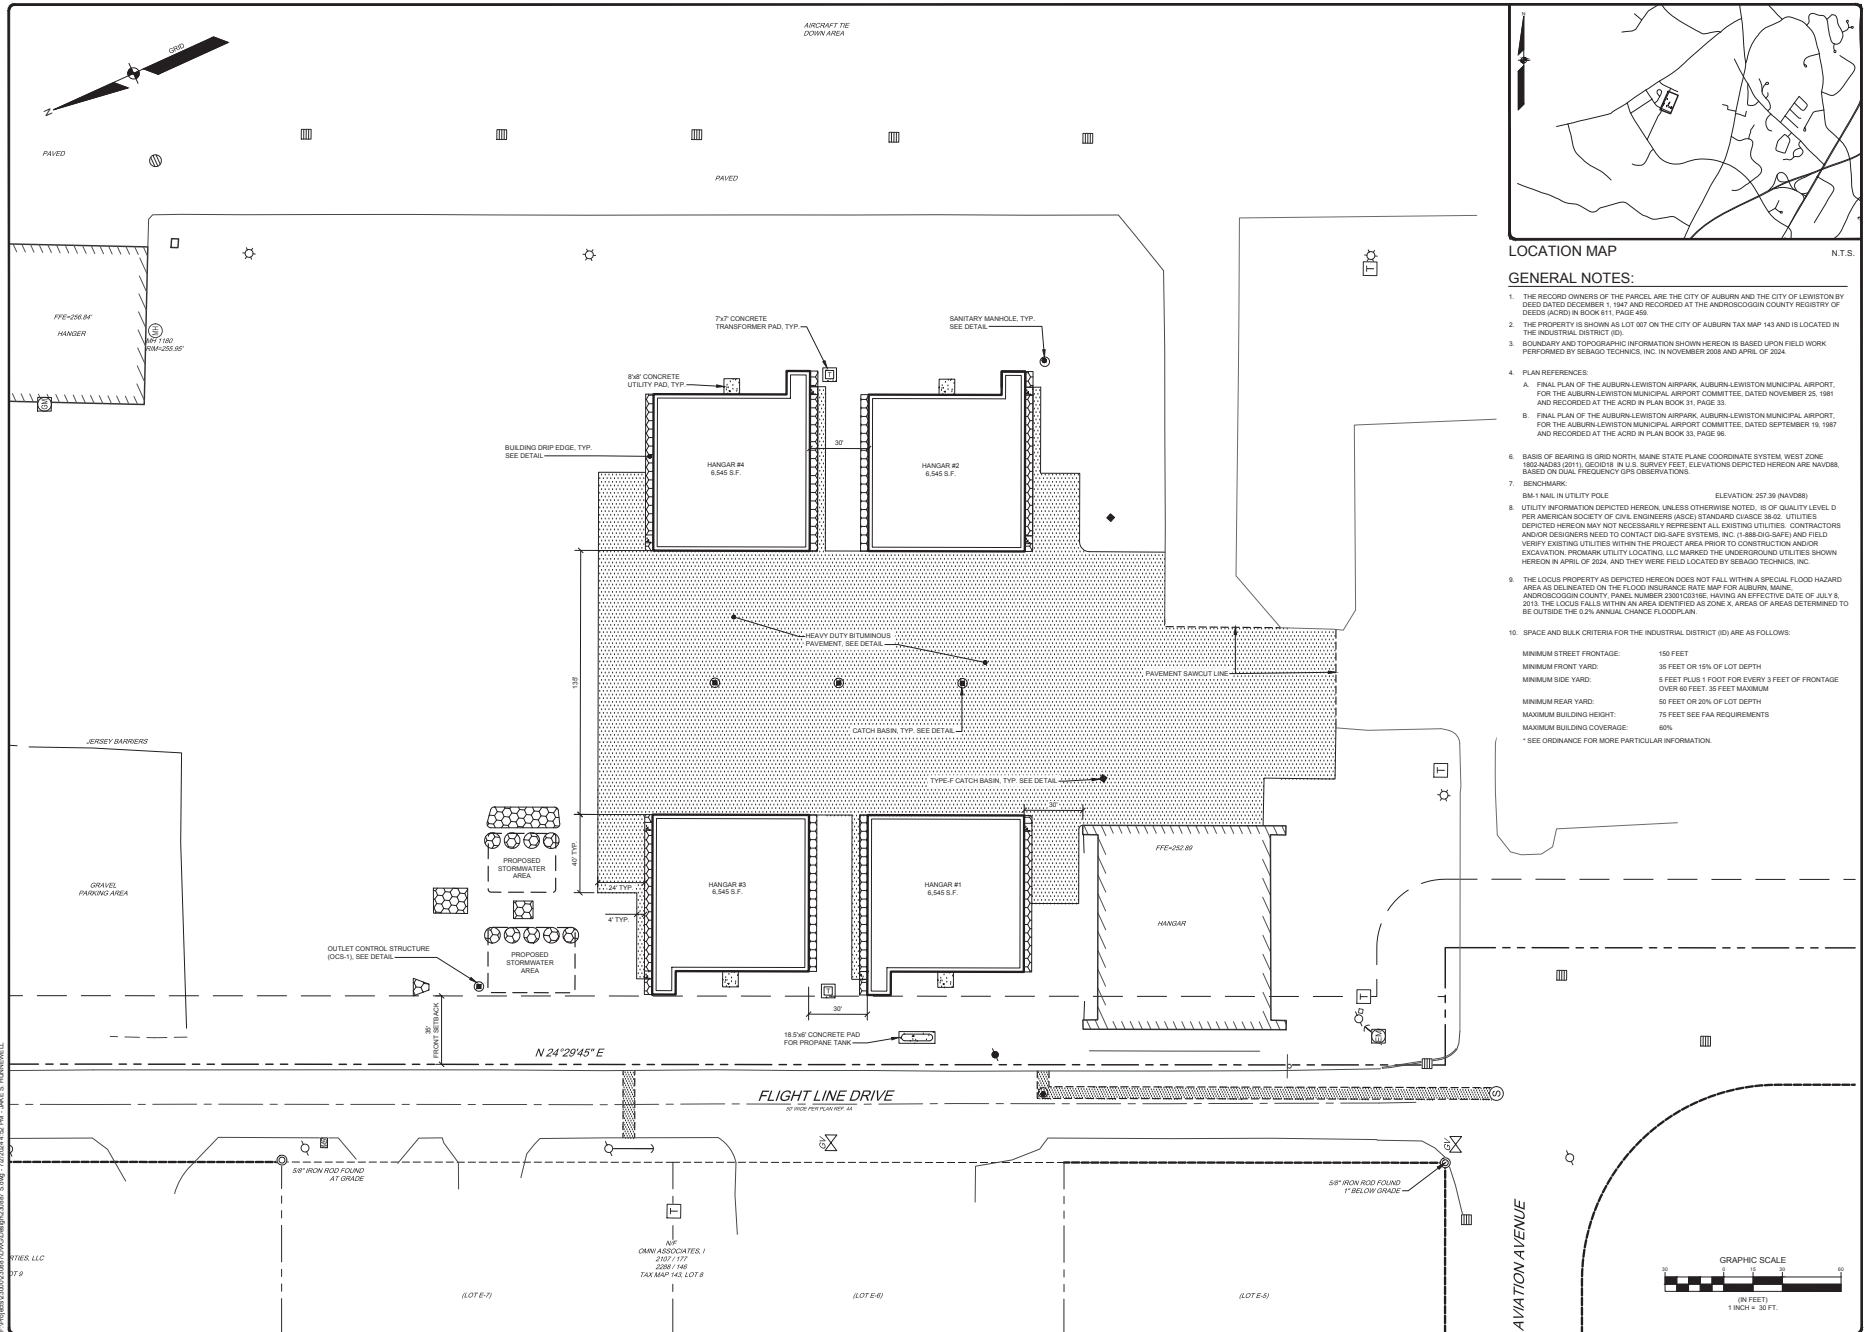 AIRCRAFT TIE
DOWN AREA
GRID
N
PAVED
PAVED
FFE=256.84'
HANGER
MH
MH 1180
RIM=255.95'
GM
7'x7' CONCRETE
TRANSFORMER PAD, TYP.
SANITARY MANHOLE, TYP.
SEE DETAIL
8'x8' CONCRETE
UTILITY PAD, TYP.
BUILDING DRIP EDGE, TYP.
SEE DETAIL
30'
HANGAR #4
6,545 S.F.
HANGAR #2
6,545 S.F.
HEAVY DUTY BITUMINOUS
PAVEMENT, SEE DETAIL
PAVEMENT SAWCUT LINE
CATCH BASIN, TYP. SEE DETAIL
TYPE-F CATCH BASIN, TYP. SEE DETAIL
JERSEY BARRIERS
GRAVEL
PARKING AREA
PROPOSED
STORMWATER
AREA
40' TYP.
24' TYP.
4' TYP.
30'
HANGAR #3
6,545 S.F.
HANGAR #1
6,545 S.F.
FFE=252.89
HANGAR
OUTLET CONTROL STRUCTURE
(OCS-1), SEE DETAIL
PROPOSED
STORMWATER
AREA
35'
FRONT SETBACK
30'
18.5'x6' CONCRETE PAD
FOR PROPANE TANK
N 24°29'45" E
FLIGHT LINE DRIVE
50' WIDE PER PLAN REF. 4A
S
GV
GV
5/8" IRON ROD FOUND
AT GRADE
5/8" IRON ROD FOUND
1" BELOW GRADE
T
N/F
OMNI ASSOCIATES, I
2107 / 177
2288 / 146
TAX MAP 143, LOT 8
RTIES, LLC
OT 9
(LOT E-7)
(LOT E-6)
(LOT E-5)
AVIATION AVENUE
LOCATION MAP
N.T.S.
GENERAL NOTES:
1. THE RECORD OWNERS OF THE PARCEL ARE THE CITY OF AUBURN AND THE CITY OF LEWISTON BY
DEED DATED DECEMBER 1, 1947 AND RECORDED AT THE ANDROSCOGGIN COUNTY REGISTRY OF
DEEDS (ACRD) IN BOOK 611, PAGE 459.
2. THE PROPERTY IS SHOWN AS LOT 007 ON THE CITY OF AUBURN TAX MAP 143 AND IS LOCATED IN
THE INDUSTRIAL DISTRICT (ID).
3. BOUNDARY AND TOPOGRAPHIC INFORMATION SHOWN HEREON IS BASED UPON FIELD WORK
PERFORMED BY SEBAGO TECHNICS, INC. IN NOVEMBER 2008 AND APRIL OF 2024.
4. PLAN REFERENCES:
A. FINAL PLAN OF THE AUBURN-LEWISTON AIRPARK, AUBURN-LEWISTON MUNICIPAL AIRPORT,
FOR THE AUBURN-LEWISTON MUNICIPAL AIRPORT COMMITTEE, DATED NOVEMBER 25, 1981
AND RECORDED AT THE ACRD IN PLAN BOOK 31, PAGE 33.
B. FINAL PLAN OF THE AUBURN-LEWISTON AIRPARK, AUBURN-LEWISTON MUNICIPAL AIRPORT,
FOR THE AUBURN-LEWISTON MUNICIPAL AIRPORT COMMITTEE, DATED SEPTEMBER 19, 1987
AND RECORDED AT THE ACRD IN PLAN BOOK 33, PAGE 96.
6. BASIS OF BEARING IS GRID NORTH, MAINE STATE PLANE COORDINATE SYSTEM, WEST ZONE
1802-NAD83 (2011), GEOID18 IN U.S. SURVEY FEET, ELEVATIONS DEPICTED HEREON ARE NAVD88,
BASED ON DUAL FREQUENCY GPS OBSERVATIONS.
7. BENCHMARK:
BM-1 NAIL IN UTILITY POLE ELEVATION: 257.39 (NAVD88)
8. UTILITY INFORMATION DEPICTED HEREON, UNLESS OTHERWISE NOTED, IS OF QUALITY LEVEL D
PER AMERICAN SOCIETY OF CIVIL ENGINEERS (ASCE) STANDARD CI/ASCE 38-02. UTILITIES
DEPICTED HEREON MAY NOT NECESSARILY REPRESENT ALL EXISTING UTILITIES. CONTRACTORS
AND/OR DESIGNERS NEED TO CONTACT DIG-SAFE SYSTEMS, INC. (1-888-DIG-SAFE) AND FIELD
VERIFY EXISTING UTILITIES WITHIN THE PROJECT AREA PRIOR TO CONSTRUCTION AND/OR
EXCAVATION. PROMARK UTILITY LOCATING, LLC MARKED THE UNDERGROUND UTILITIES SHOWN
HEREON IN APRIL OF 2024, AND THEY WERE FIELD LOCATED BY SEBAGO TECHNICS, INC.
9. THE LOCUS PROPERTY AS DEPICTED HEREON DOES NOT FALL WITHIN A SPECIAL FLOOD HAZARD
AREA AS DELINEATED ON THE FLOOD INSURANCE RATE MAP FOR AUBURN, MAINE,
ANDROSCOGGIN COUNTY, PANEL NUMBER 23001C0316E, HAVING AN EFFECTIVE DATE OF JULY 8,
2013. THE LOCUS FALLS WITHIN AN AREA IDENTIFIED AS ZONE X, AREAS OF AREAS DETERMINED TO
BE OUTSIDE THE 0.2% ANNUAL CHANCE FLOODPLAIN.
10. SPACE AND BULK CRITERIA FOR THE INDUSTRIAL DISTRICT (ID) ARE AS FOLLOWS:
MINIMUM STREET FRONTAGE: 150 FEET
MINIMUM FRONT YARD: 35 FEET OR 15% OF LOT DEPTH
MINIMUM SIDE YARD: 5 FEET PLUS 1 FOOT FOR EVERY 3 FEET OF FRONTAGE
OVER 60 FEET. 35 FEET MAXIMUM
MINIMUM REAR YARD: 50 FEET OR 20% OF LOT DEPTH
MAXIMUM BUILDING HEIGHT: 75 FEET SEE FAA REQUIREMENTS
MAXIMUM BUILDING COVERAGE: 60%
* SEE ORDINANCE FOR MORE PARTICULAR INFORMATION.
GRAPHIC SCALE
30 0 15 30 60
(IN FEET)
1 INCH = 30 FT.